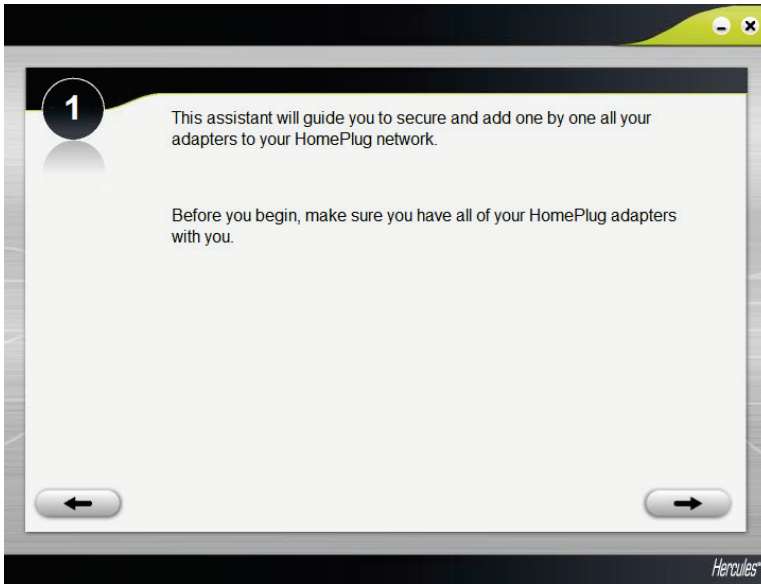 1
This assistant will guide you to secure and add one by one all your
adapters to your HomePlug network.
Before you begin, make sure you have all of your HomePlug adapters
with you.
Hercules